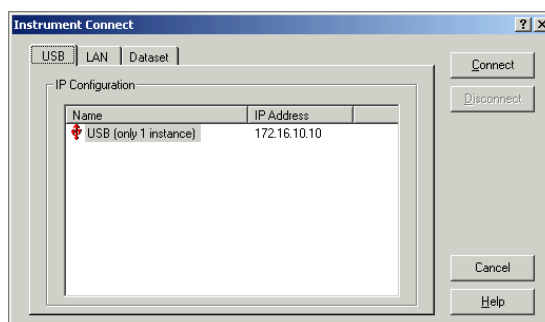 Instrument Connect
USB LAN Dataset
Connect
IP Configuration
Disconnect
Name IP Address
USB (only 1 instance) 172.16.10.10
Cancel
Help